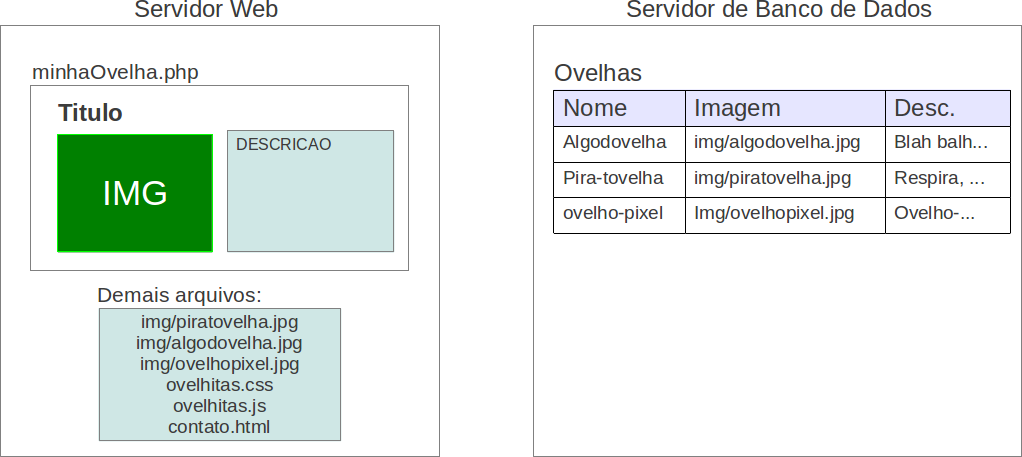 Servidor Web
minhaOvelha.php
Titulo
IMG
DESCRICAO
Demais arquivos:
img/piratovelha.jpg
img/algodovelha.jpg
img/ovelhopixel.jpg
ovelhitas.css
ovelhitas.js
contato.html
Servidor de Banco de Dados
Ovelhas
Nome Imagem Desc.
Algodovelha img/algodovelha.jpg Blah balh...
Pira-tovelha img/piratovelha.jpg Respira, ...
ovelho-pixel Img/ovelhopixel.jpg Ovelho-...